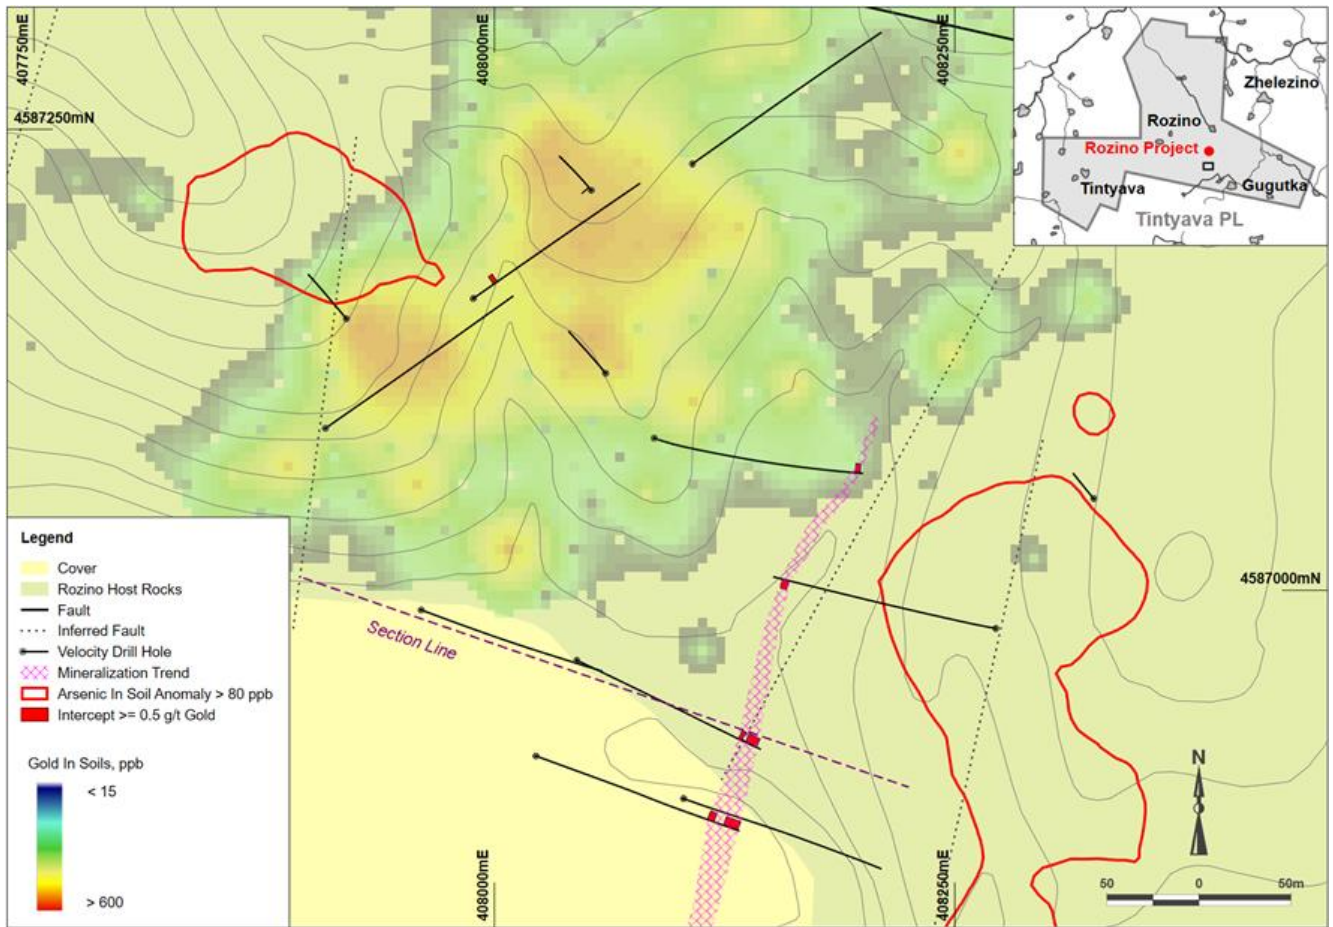 407750mE
408000mE
408250mE
4587250mN
Zhelezino
Rozino
Rozino Project
Tintyava
Gugutka
Tintyava PL
4587000mN
Section Line
Legend
Cover
Rozino Host Rocks
Fault
Inferred Fault
Velocity Drill Hole
Mineralization Trend
Arsenic In Soil Anomaly > 80 ppb
Intercept >= 0.5 g/t Gold
Gold In Soils, ppb
< 15
> 600
N
50 0 50m
408000mE
408250mE